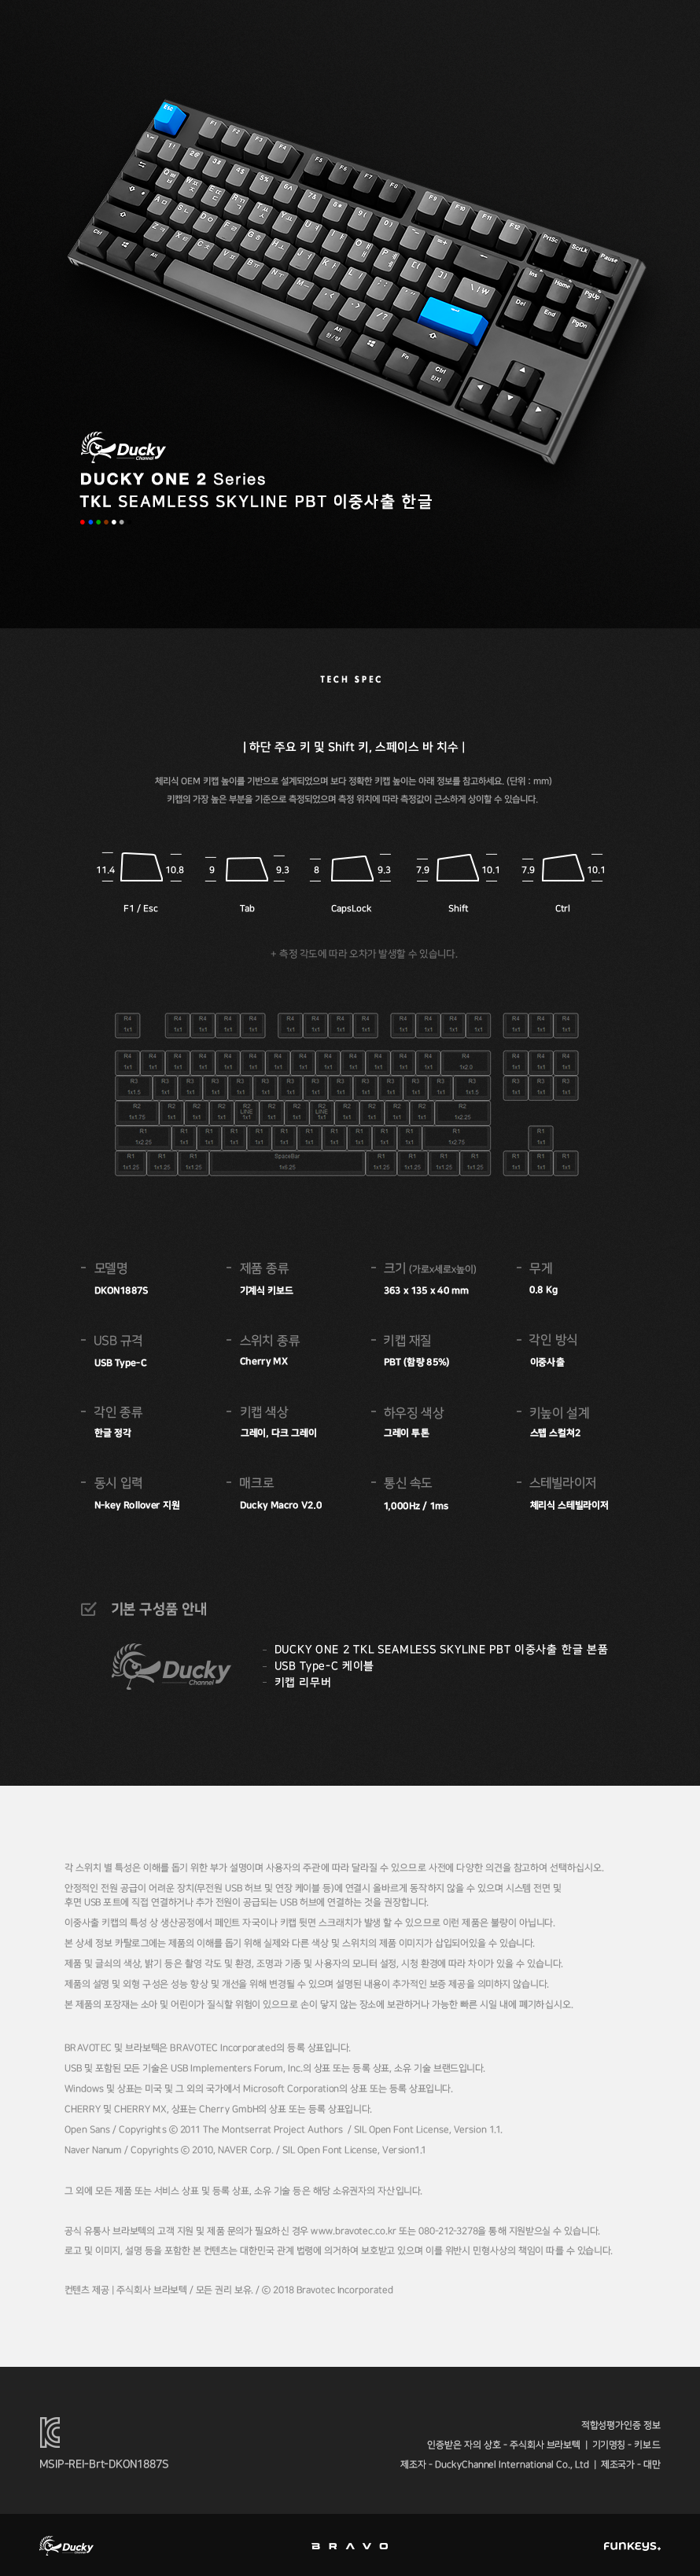 Ducky
Channel
DUCKY ONE 2 Series
TKL SEAMLESS SKYLINE PBT 이중사출 한글
TECH SPEC
| 하단 주요 키 및 Shift 키, 스페이스 바 치수 |
체리식 OEM 키캡 높이를 기반으로 설계되었으며 보다 정확한 키캡 높이는 아래 정보를 참고하세요. (단위 : mm)
키캡의 가장 높은 부분을 기준으로 측정되었으며 측정 위치에 따라 측정값이 근소하게 상이할 수 있습니다.
11.4 10.8 9 9.3 8 9.3 7.9 10.1 7.9 10.1
F1 / Esc Tab CapsLock Shift Ctrl
+ 측정 각도에 따라 오차가 발생할 수 있습니다.
- 모델명 - 제품 종류 - 크기 (가로x세로x높이) - 무게
DKON1887S 기계식 키보드 363 x 135 x 40 mm 0.8 Kg
- USB 규격 - 스위치 종류 - 키캡 재질 - 각인 방식
USB Type-C Cherry MX PBT (함량 85%) 이중사출
- 각인 종류 - 키캡 색상 - 하우징 색상 - 키높이 설계
한글 정각 그레이, 다크 그레이 그레이 투톤 스텝 스컬쳐2
- 동시 입력 - 매크로 - 통신 속도 - 스테빌라이저
N-key Rollover 지원 Ducky Macro V2.0 1,000Hz / 1ms 체리식 스테빌라이저
기본 구성품 안내
Ducky
Channel
- DUCKY ONE 2 TKL SEAMLESS SKYLINE PBT 이중사출 한글 본품
- USB Type-C 케이블
- 키캡 리무버
각 스위치 별 특성은 이해를 돕기 위한 부가 설명이며 사용자의 주관에 따라 달라질 수 있으므로 사전에 다양한 의견을 참고하여 선택하십시오.
안정적인 전원 공급이 어려운 장치(무전원 USB 허브 및 연장 케이블 등)에 연결시 올바르게 동작하지 않을 수 있으며 시스템 전면 및
후면 USB 포트에 직접 연결하거나 추가 전원이 공급되는 USB 허브에 연결하는 것을 권장합니다.
이중사출 키캡의 특성 상 생산공정에서 페인트 자국이나 키캡 뒷면 스크래치가 발생 할 수 있으므로 이런 제품은 불량이 아닙니다.
본 상세 정보 카탈로그에는 제품의 이해를 돕기 위해 실제와 다른 색상 및 스위치의 제품 이미지가 삽입되어있을 수 있습니다.
제품 및 글쇠의 색상, 밝기 등은 촬영 각도 및 환경, 조명과 기종 및 사용자의 모니터 설정, 시청 환경에 따라 차이가 있을 수 있습니다.
제품의 설명 및 외형 구성은 성능 향상 및 개선을 위해 변경될 수 있으며 설명된 내용이 추가적인 보증 제공을 의미하지 않습니다.
본 제품의 포장재는 소아 및 어린이가 질식할 위험이 있으므로 손이 닿지 않는 장소에 보관하거나 가능한 빠른 시일 내에 폐기하십시오.
BRAVOTEC 및 브라보텍은 BRAVOTEC Incorporated의 등록 상표입니다.
USB 및 포함된 모든 기술은 USB Implementers Forum, Inc.의 상표 또는 등록 상표, 소유 기술 브랜드입니다.
Windows 및 상표는 미국 및 그 외의 국가에서 Microsoft Corporation의 상표 또는 등록 상표입니다.
CHERRY 및 CHERRY MX, 상표는 Cherry GmbH의 상표 또는 등록 상표입니다.
Open Sans / Copyrights ⓒ 2011 The Montserrat Project Authors / SIL Open Font License, Version 1.1.
Naver Nanum / Copyrights ⓒ 2010, NAVER Corp. / SIL Open Font License, Version1.1
그 외에 모든 제품 또는 서비스 상표 및 등록 상표, 소유 기술 등은 해당 소유권자의 자산입니다.
공식 유통사 브라보텍의 고객 지원 및 제품 문의가 필요하신 경우 www.bravotec.co.kr 또는 080-212-3278을 통해 지원받으실 수 있습니다.
로고 및 이미지, 설명 등을 포함한 본 컨텐츠는 대한민국 관계 법령에 의거하여 보호받고 있으며 이를 위반시 민형사상의 책임이 따를 수 있습니다.
컨텐츠 제공 | 주식회사 브라보텍 / 모든 권리 보유. / ⓒ 2018 Bravotec Incorporated
적합성평가인증 정보
인증받은 자의 상호 - 주식회사 브라보텍 | 기기명칭 - 키보드
MSIP-REI-Brt-DKON1887S
제조자 - DuckyChannel International Co., Ltd | 제조국가 - 대만
Ducky BRAVO FUNKEYS.